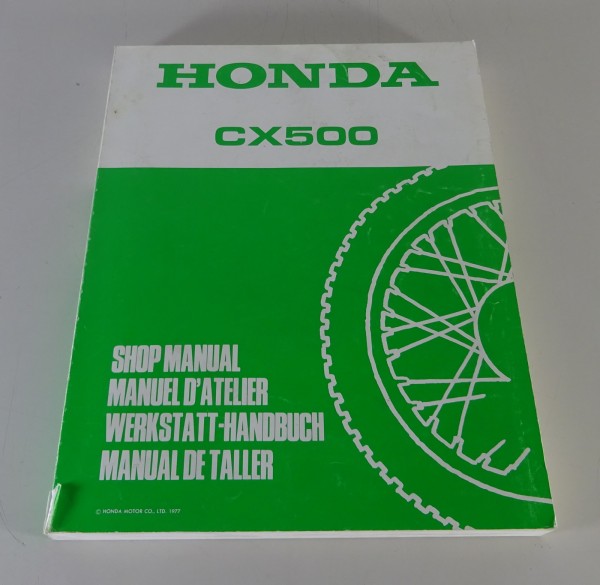 HONDA
CX500
SHOP MANUAL
MANUEL D'ATELIER
WERKSTATT-HANDBUCH
MANUAL DE TALLER
© HONDA MOTOR CO., LTD. 1977